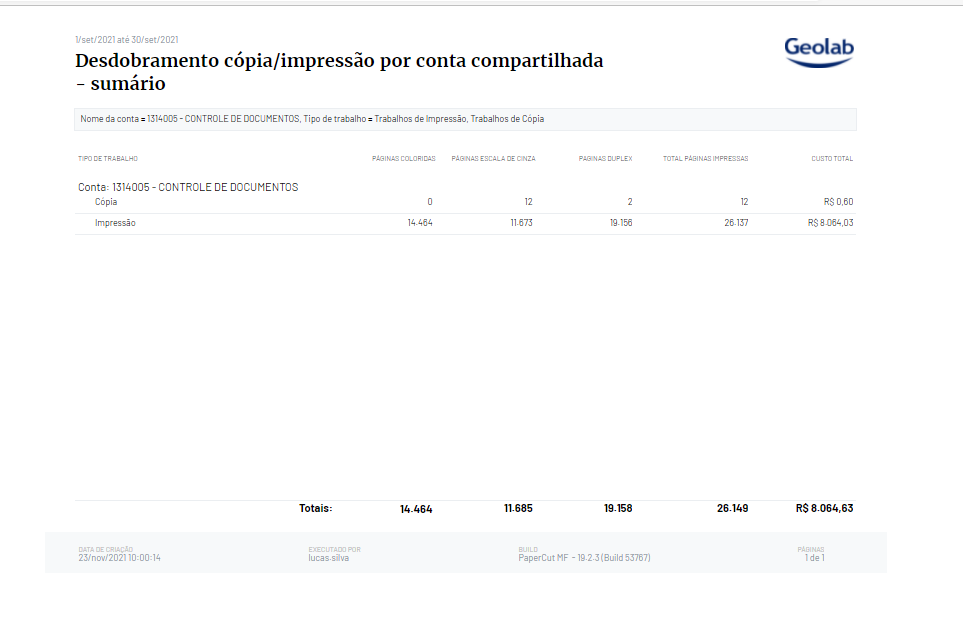 1/set/2021 até 30/set/2021
Desdobramento cópia/impressão por conta compartilhada
- sumário
Geolab
Nome da conta = 1314005 - CONTROLE DE DOCUMENTOS, Tipo de trabalho = Trabalhos de Impressão, Trabalhos de Cópia
TIPO DE TRABALHO PÁGINAS COLORIDAS PÁGINAS ESCALA DE CINZA PAGINAS DUPLEX TOTAL PÁGINAS IMPRESSAS CUSTO TOTAL
Conta: 1314005 - CONTROLE DE DOCUMENTOS
Cópia 0 12 2 12 R$ 0,60
Impressão 14.464 11.673 19.156 26.137 R$ 8.064,03
Totais: 14.464 11.685 19.158 26.149 R$ 8.064,63
DATA DE CRIAÇÃO EXECUTADO POR BUILD PÁGINAS
23/nov/2021 10:00:14 lucas.silva PaperCut MF - 19.2.3 (Build 53767) 1 de 1